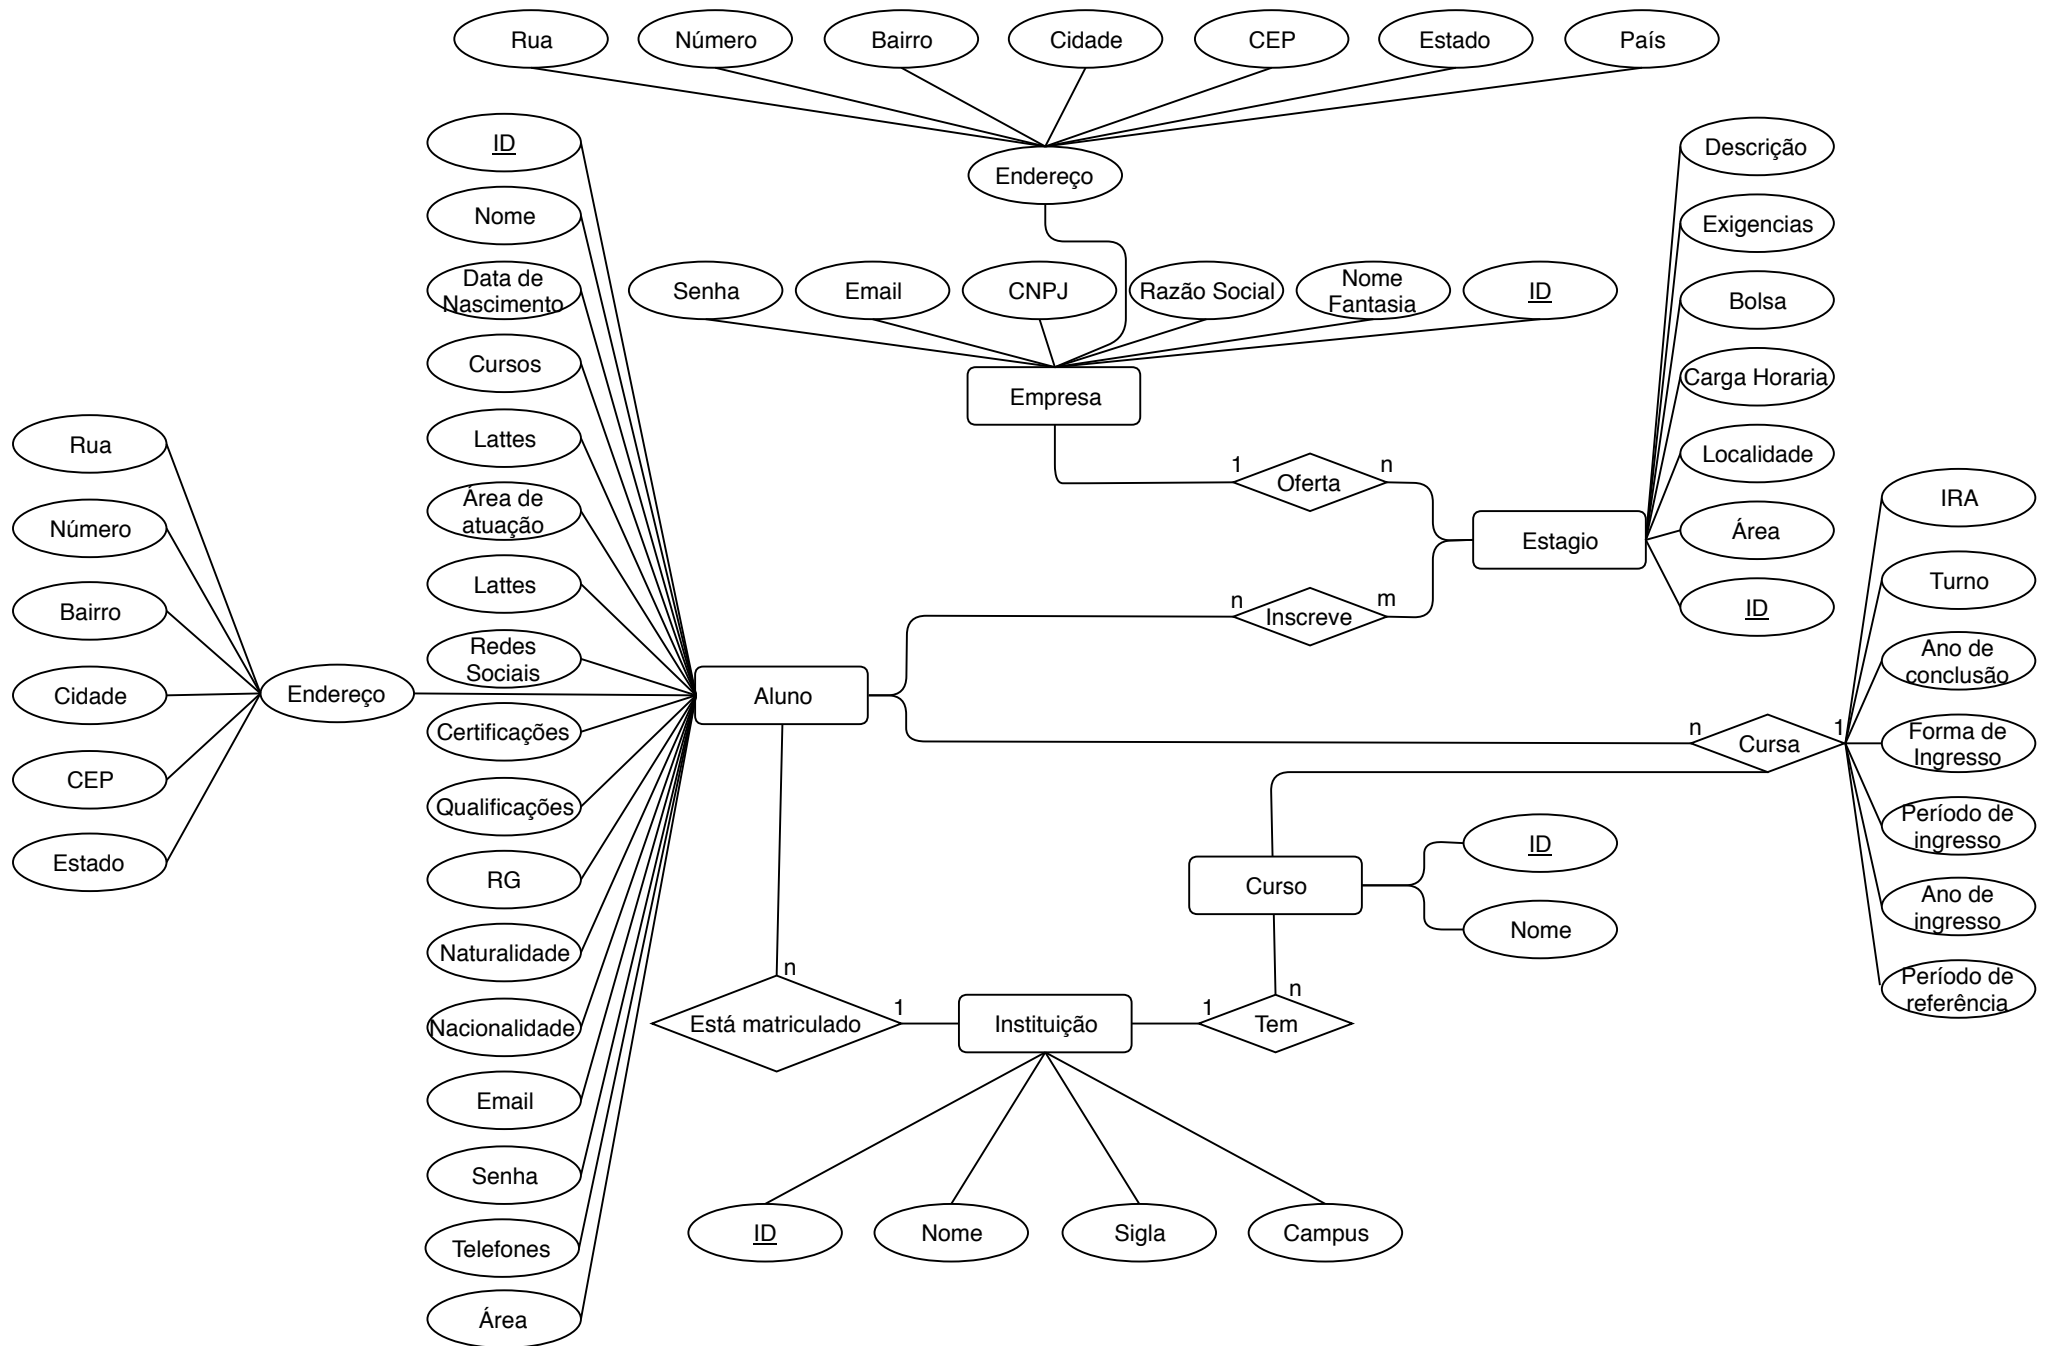 Rua
Número
Bairro
Cidade
CEP
Estado
País
Endereço
Senha
Email
CNPJ
Razão Social
Nome
Fantasia
ID
Empresa
Descrição
Exigencias
Bolsa
Carga Horaria
Localidade
Área
ID
Estagio
1
Oferta
n
n
Inscreve
m
ID
Nome
Data de
Nascimento
Cursos
Lattes
Área de
atuação
Lattes
Redes
Sociais
Certificações
Qualificações
RG
Naturalidade
Nacionalidade
Email
Senha
Telefones
Área
Rua
Número
Bairro
Cidade
CEP
Estado
Endereço
Aluno
n
Cursa
1
IRA
Turno
Ano de
conclusão
Forma de
Ingresso
Período de
ingresso
Ano de
ingresso
Período de
referência
Curso
ID
Nome
n
Está matriculado
1
Instituição
1
Tem
n
ID
Nome
Sigla
Campus